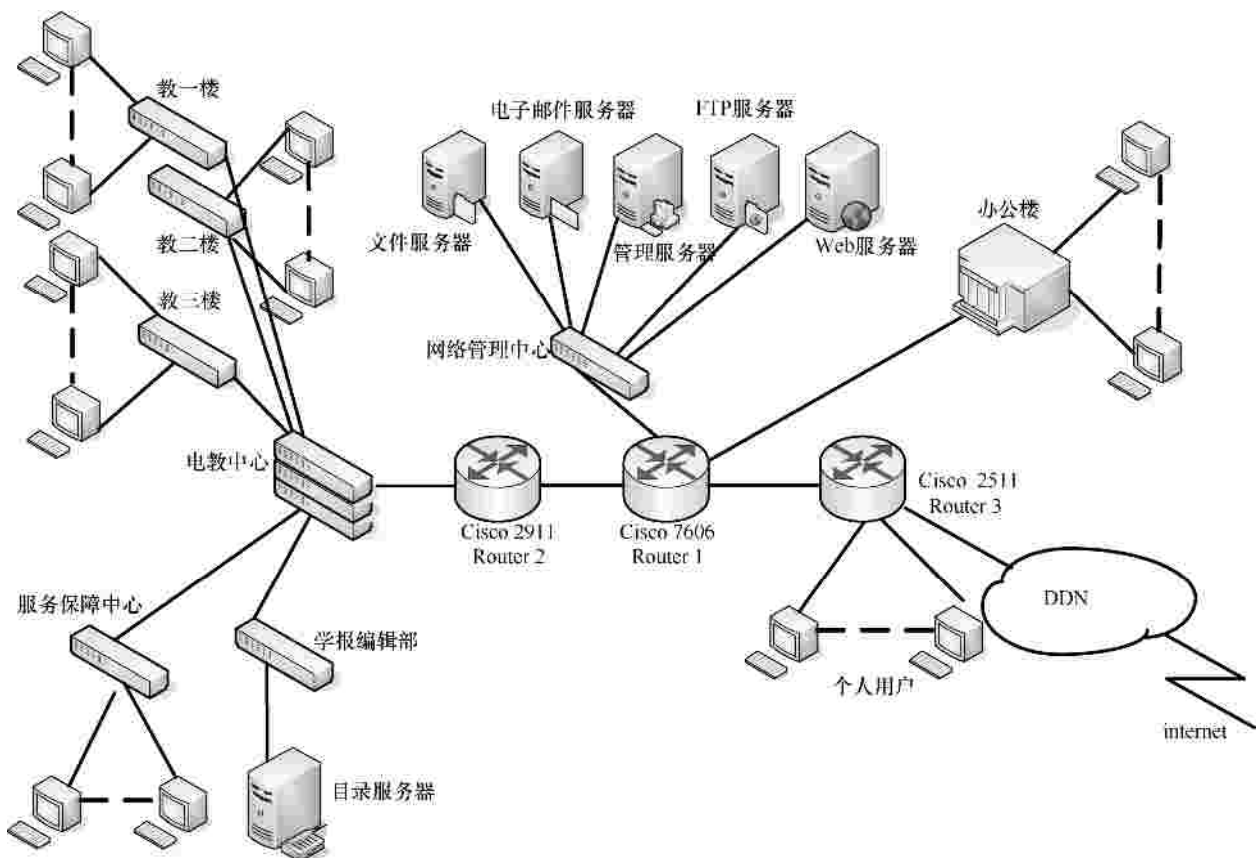 教一楼
电子邮件服务器
FTP服务器
办公楼
教二楼
文件服务器
管理服务器
Web服务器
教三楼
网络管理中心
电教中心
Cisco 2911
Router 2
Cisco 7606
Router 1
Cisco 2511
Router 3
服务保障中心
学报编辑部
DDN
个人用户
internet
目录服务器